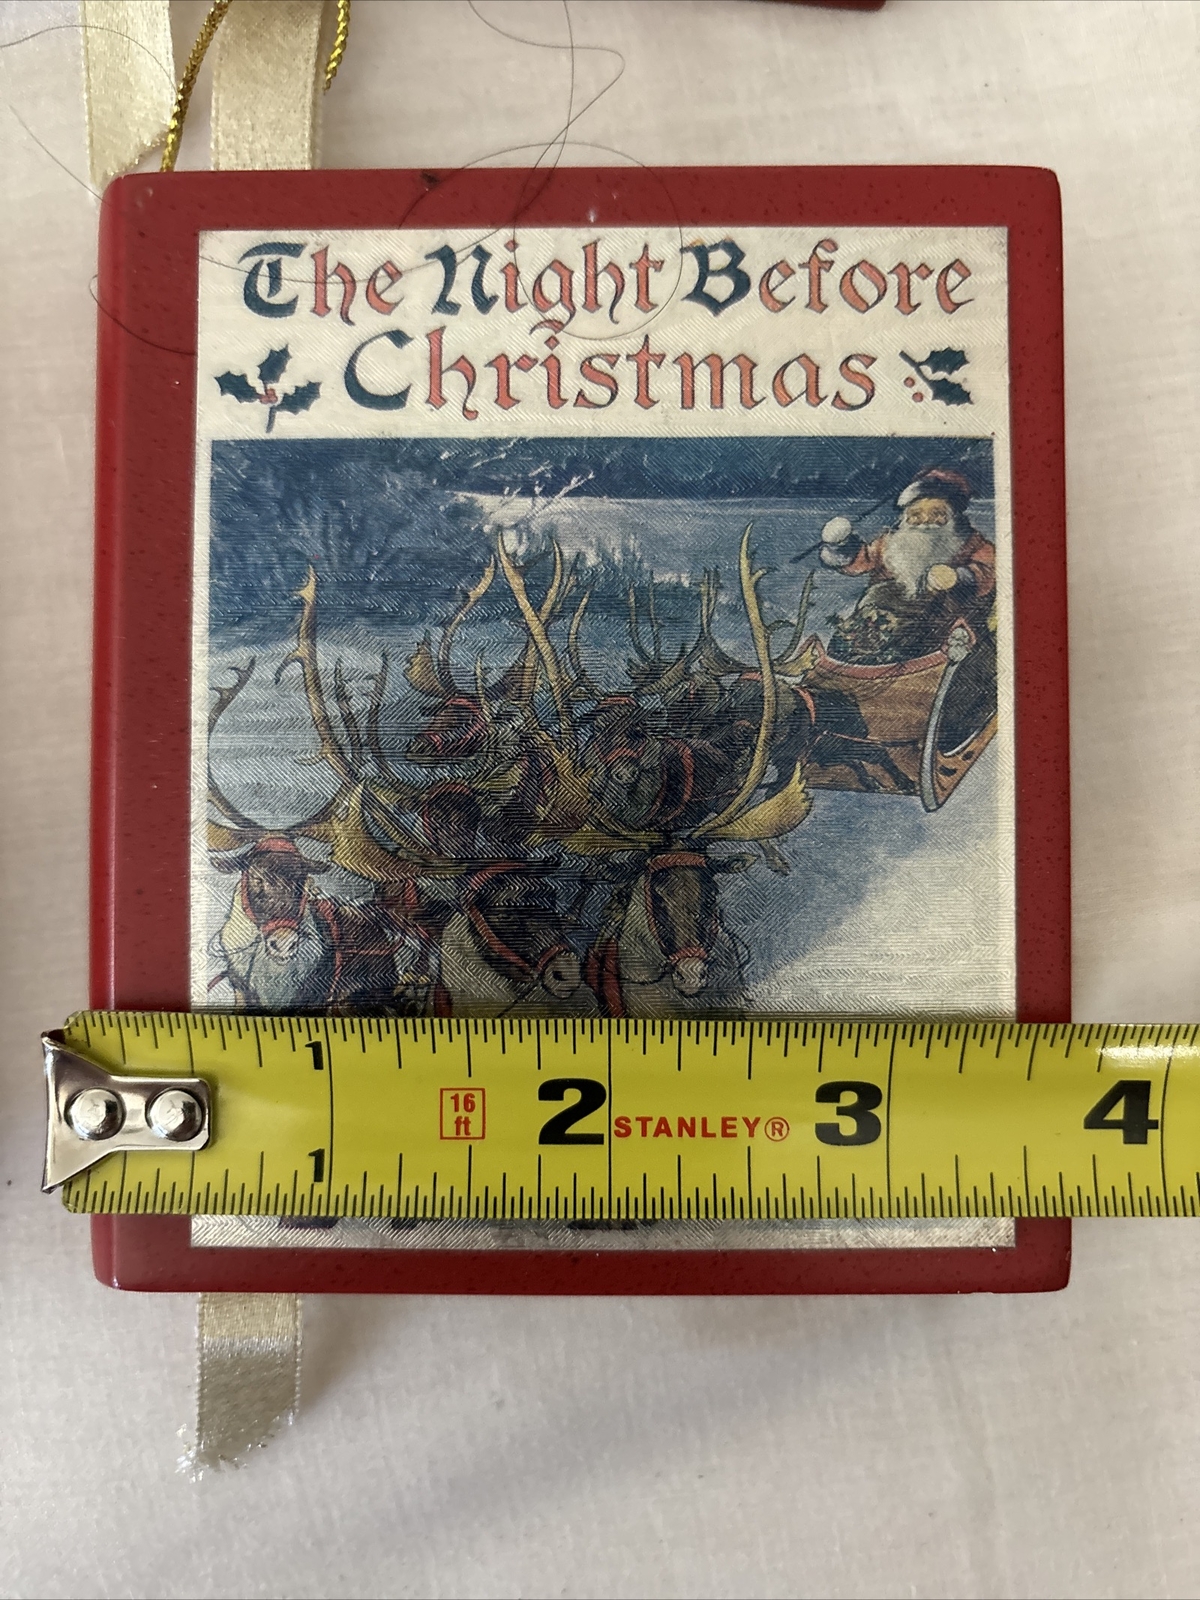 The Night Before
Christmas
1
16
ft
2
STANLEY®
3
4
1